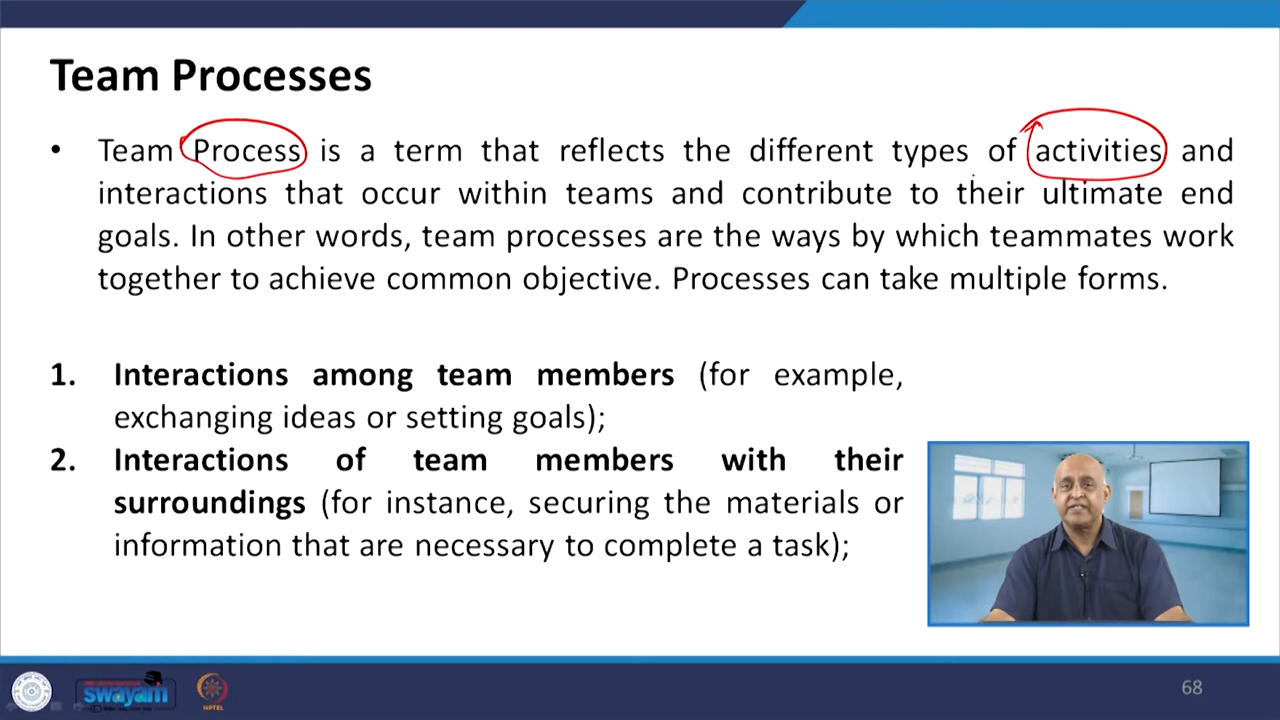 Team Processes
• Team Process is a term that reflects the different types of activities and
interactions that occur within teams and contribute to their ultimate end
goals. In other words, team processes are the ways by which teammates work
together to achieve common objective. Processes can take multiple forms.
1. Interactions among team members (for example,
exchanging ideas or setting goals);
2. Interactions of team members with their
surroundings (for instance, securing the materials or
information that are necessary to complete a task);
swayam
NPTEL
68